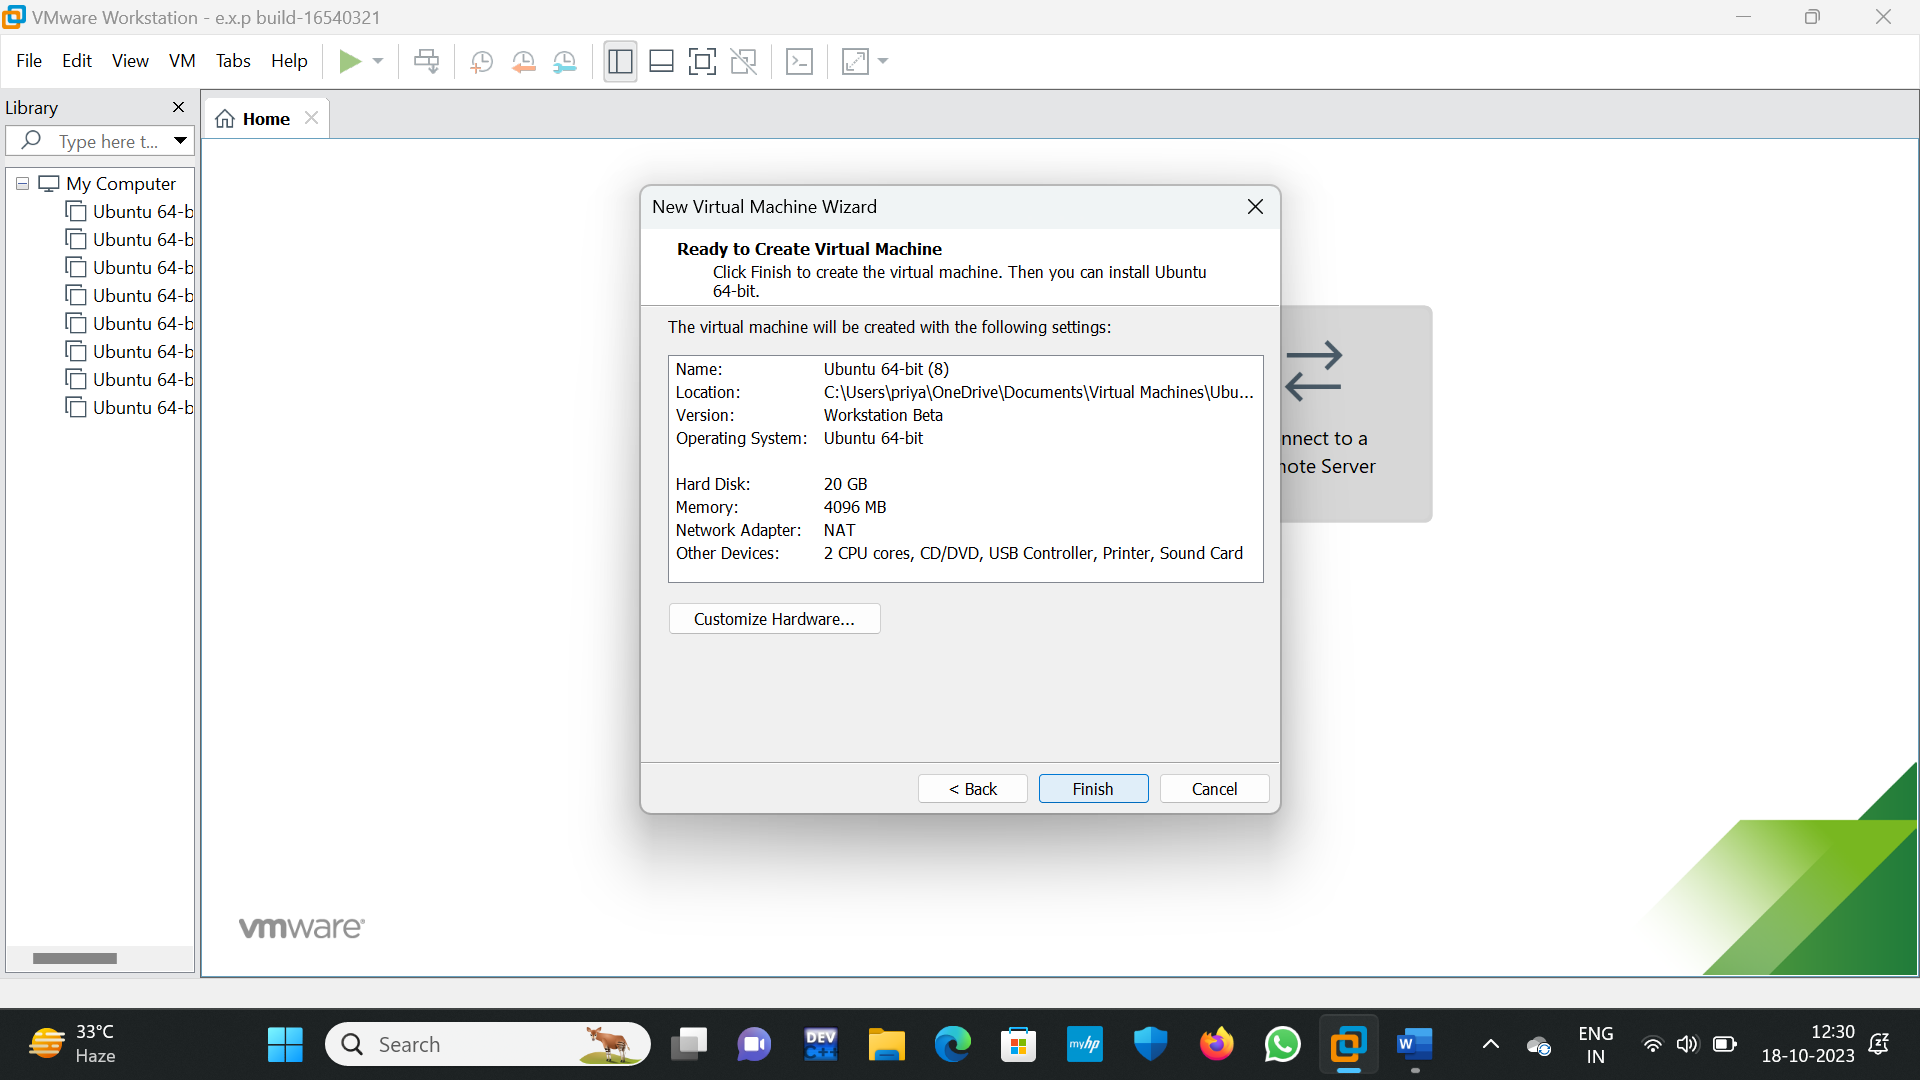 VMware Workstation - e.x.p build-16540321
File Edit View VM Tabs Help
Library
Type here t...
Home
My Computer
Ubuntu 64-b
Ubuntu 64-b
Ubuntu 64-b
Ubuntu 64-b
Ubuntu 64-b
Ubuntu 64-b
Ubuntu 64-b
Ubuntu 64-b
New Virtual Machine Wizard
Ready to Create Virtual Machine
Click Finish to create the virtual machine. Then you can install Ubuntu
64-bit.
The virtual machine will be created with the following settings:
Name: Ubuntu 64-bit (8)
Location: C:\Users\priya\OneDrive\Documents\Virtual Machines\Ubu...
Version: Workstation Beta
Operating System: Ubuntu 64-bit
Hard Disk: 20 GB
Memory: 4096 MB
Network Adapter: NAT
Other Devices: 2 CPU cores, CD/DVD, USB Controller, Printer, Sound Card
Customize Hardware...
< Back Finish Cancel
nnect to a
note Server
vmware®
33°C
Haze
Search
DEV
C++
myhp
W
ENG
IN
12:30
18-10-2023